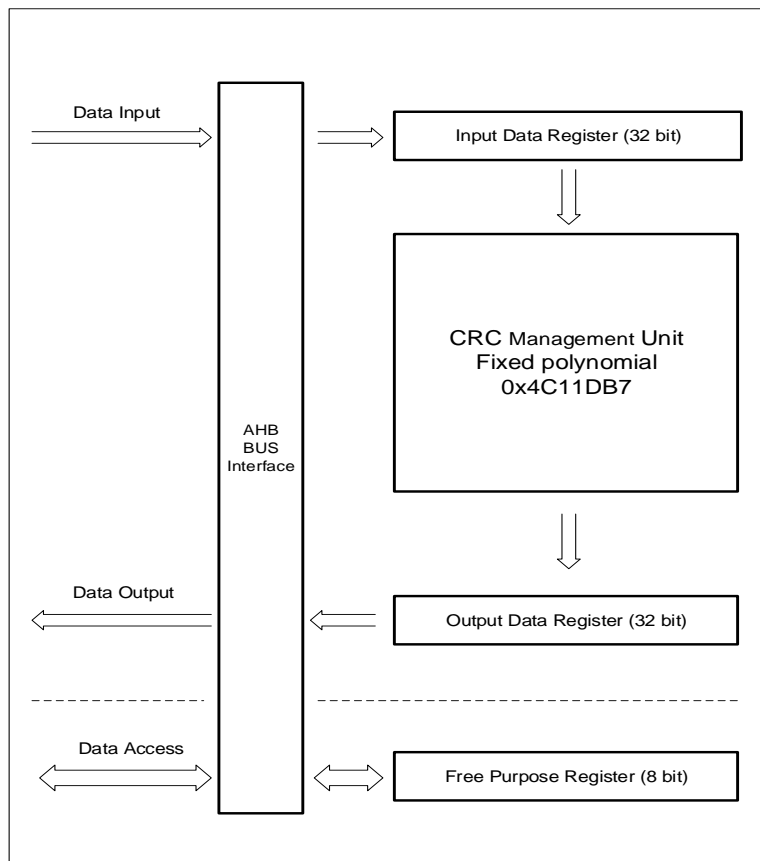 Data Input
Input Data Register (32 bit)
CRC Management Unit
Fixed polynomial
0x4C11DB7
AHB
BUS
Interface
Data Output
Output Data Register (32 bit)
Data Access
Free Purpose Register (8 bit)